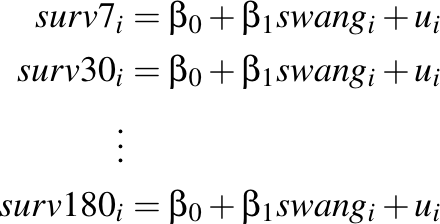 surv7ᵢ = β₀ + β₁swangᵢ + uᵢ
surv30ᵢ = β₀ + β₁swangᵢ + uᵢ
⋮
surv180ᵢ = β₀ + β₁swangᵢ + uᵢ